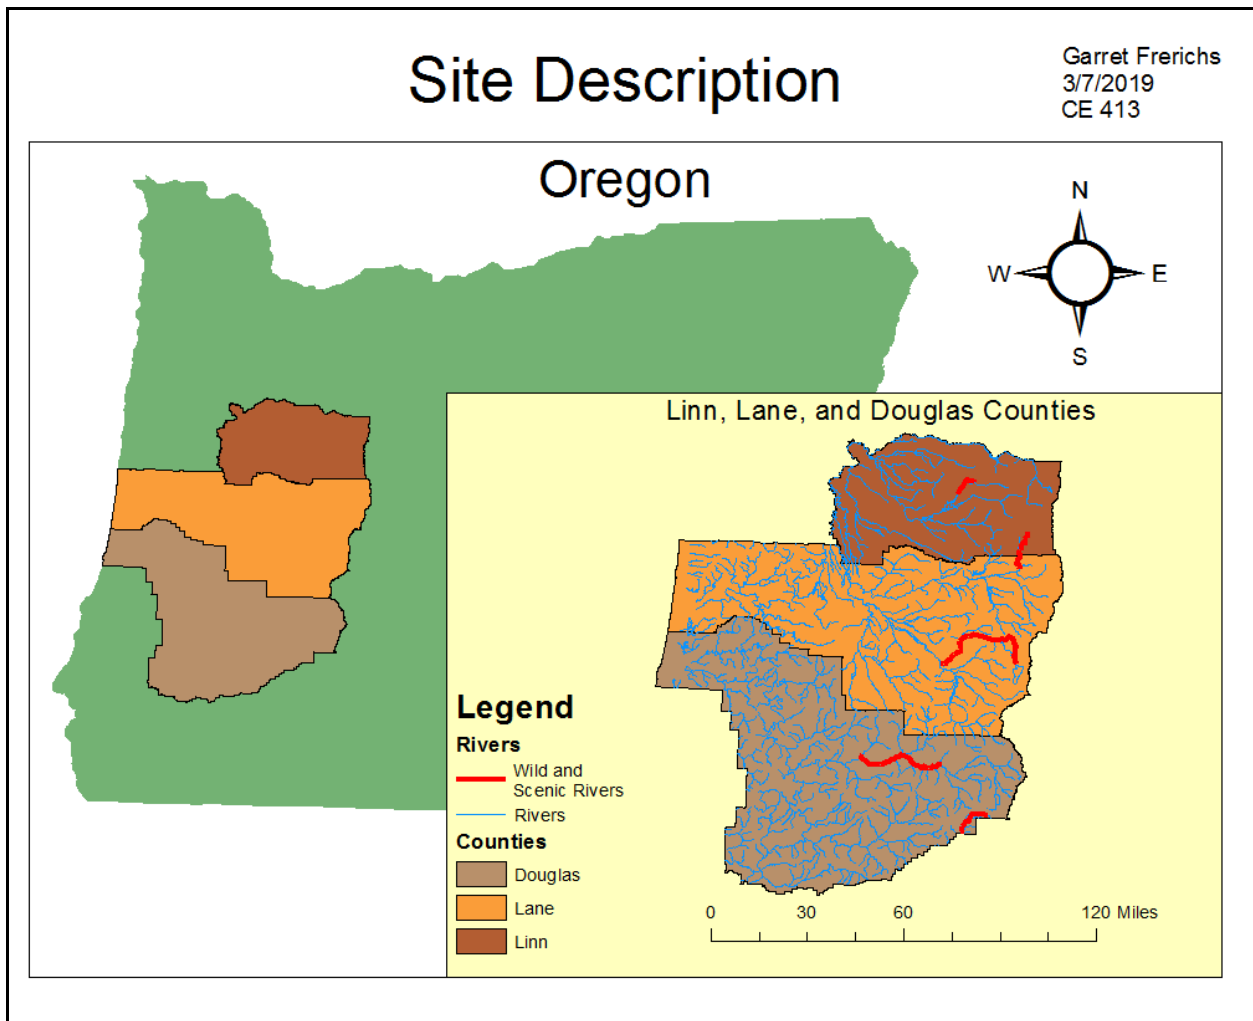 Site Description
Garret Frerichs
3/7/2019
CE 413
Oregon
N
W
E
S
Linn, Lane, and Douglas Counties
Legend
Rivers
Wild and
Scenic Rivers
Rivers
Counties
Douglas
Lane
Linn
0 30 60 120 Miles